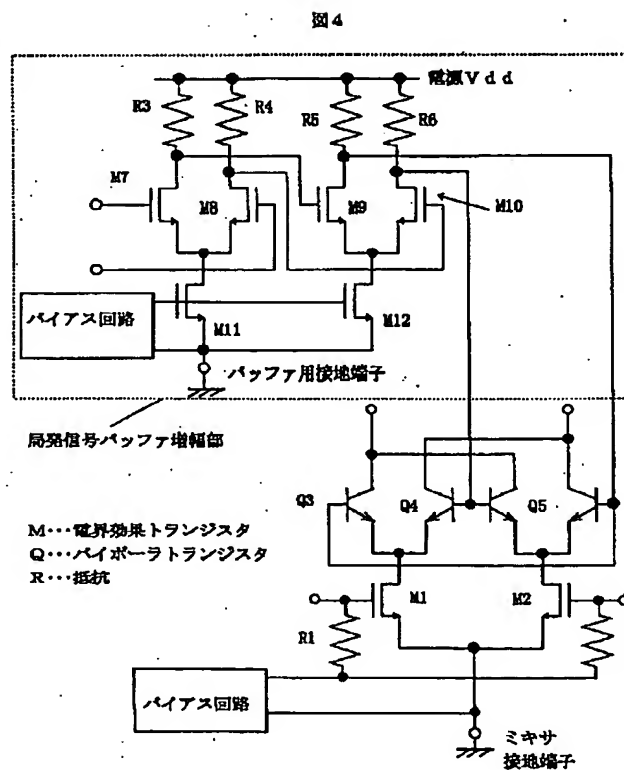 図4
電源Vdd
R3
R4
R5
R6
M7
M8
M9
M10
バイアス回路
M11
M12
バッファ用接地端子
局発信号バッファ増幅部
Q3
Q4
Q5
M・・・電界効果トランジスタ
Q・・・バイポーラトランジスタ
R・・・抵抗
M1
M2
R1
バイアス回路
ミキサ
接地端子